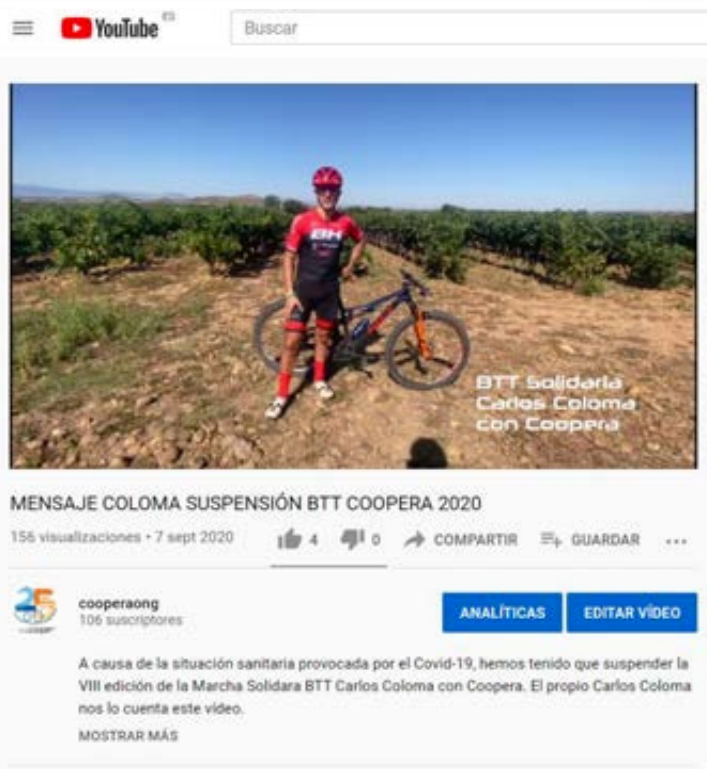 YouTube ES
Buscar
BH
BTT Solidaria
Carlos Coloma
con Coopera
MENSAJE COLOMA SUSPENSIÓN BTT COOPERA 2020
156 visualizaciones • 7 sept 2020 4 0 COMPARTIR GUARDAR ...
25
cooperaong
106 suscriptores
ANALÍTICAS EDITAR VÍDEO
A causa de la situación sanitaria provocada por el Covid-19, hemos tenido que suspender la
VIII edición de la Marcha Solidara BTT Carlos Coloma con Coopera. El propio Carlos Coloma
nos lo cuenta este vídeo.
MOSTRAR MÁS